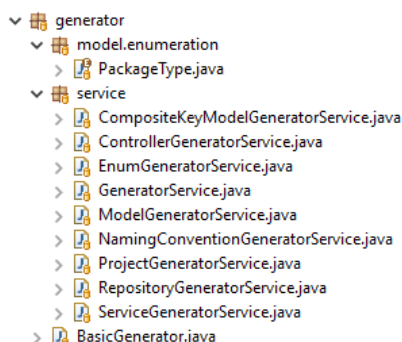 generator
model.enumeration
PackageType.java
service
CompositeKeyModelGeneratorService.java
ControllerGeneratorService.java
EnumGeneratorService.java
GeneratorService.java
ModelGeneratorService.java
NamingConventionGeneratorService.java
ProjectGeneratorService.java
RepositoryGeneratorService.java
ServiceGeneratorService.java
BasicGenerator.java